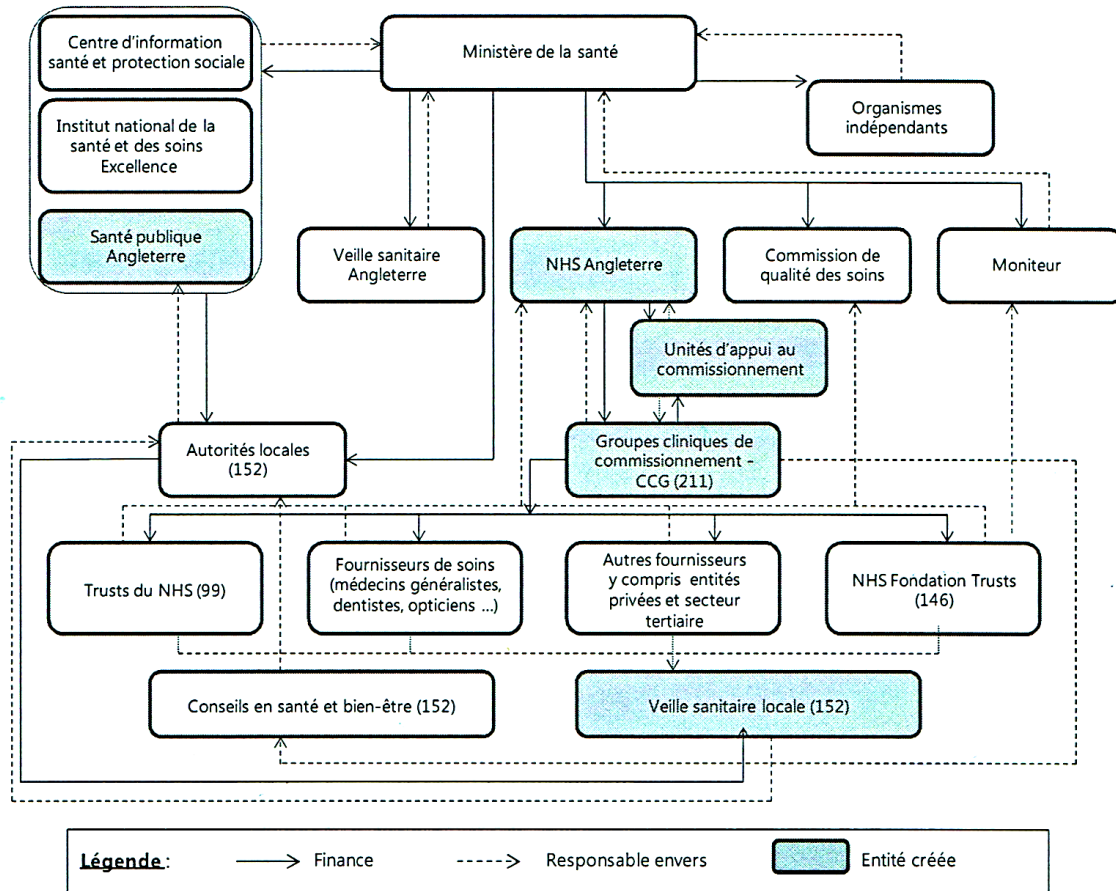 Centre d'information
santé et protection sociale
Ministère de la santé
Organismes
indépendants
Institut national de la
santé et des soins
Excellence
Santé publique
Angleterre
Veille sanitaire
Angleterre
NHS Angleterre
Commission de
qualité des soins
Moniteur
Unités d'appui au
commissionnement
Autorités locales
(152)
Groupes cliniques de
commissionnement -
CCG (211)
Trusts du NHS (99)
Fournisseurs de soins
(médecins généralistes,
dentistes, opticiens ...)
Autres fournisseurs
y compris entités
privées et secteur
tertiaire
NHS Fondation Trusts
(146)
Conseils en santé et bien-être (152)
Veille sanitaire locale (152)
Légende : Finance Responsable envers Entité créée